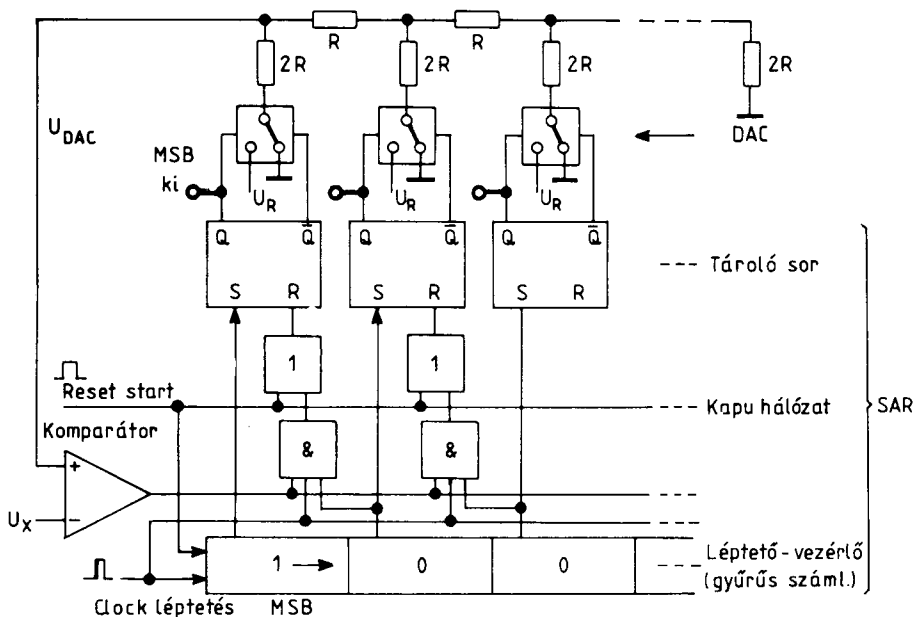 R
R
2R
2R
2R
2R
U_DAC
DAC
MSB
ki
U_R
U_R
U_R
Q
Q̅
Q
Q̅
Q
Q̅
Tároló sor
S
R
S
R
S
R
1
1
Reset start
Kapu hálózat
SAR
Komparátor
&
&
+
U_X
−
1
0
0
Léptető-vezérlő
(gyűrűs száml.)
Clock léptetés
MSB